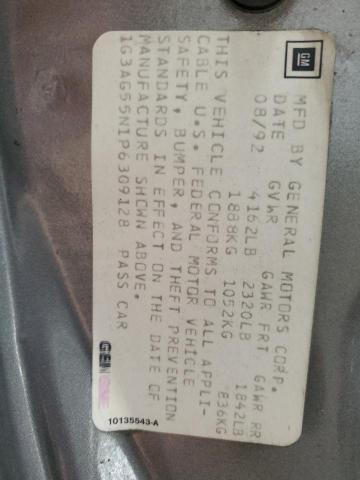 GM
MFD BY GENERAL MOTORS CORP.
DATE GVWR GAWR FRT GAWR RR
08/92 4162LB 2320LB 1842LB
1888KG 1052KG 836KG
THIS VEHICLE CONFORMS TO ALL APPLI-
CABLE U.S. FEDERAL MOTOR VEHICLE
SAFETY, BUMPER, AND THEFT PREVENTION
STANDARDS IN EFFECT ON THE DATE OF
MANUFACTURE SHOWN ABOVE.
1G3AG55N1P6309128 PASS CAR
10135543-A